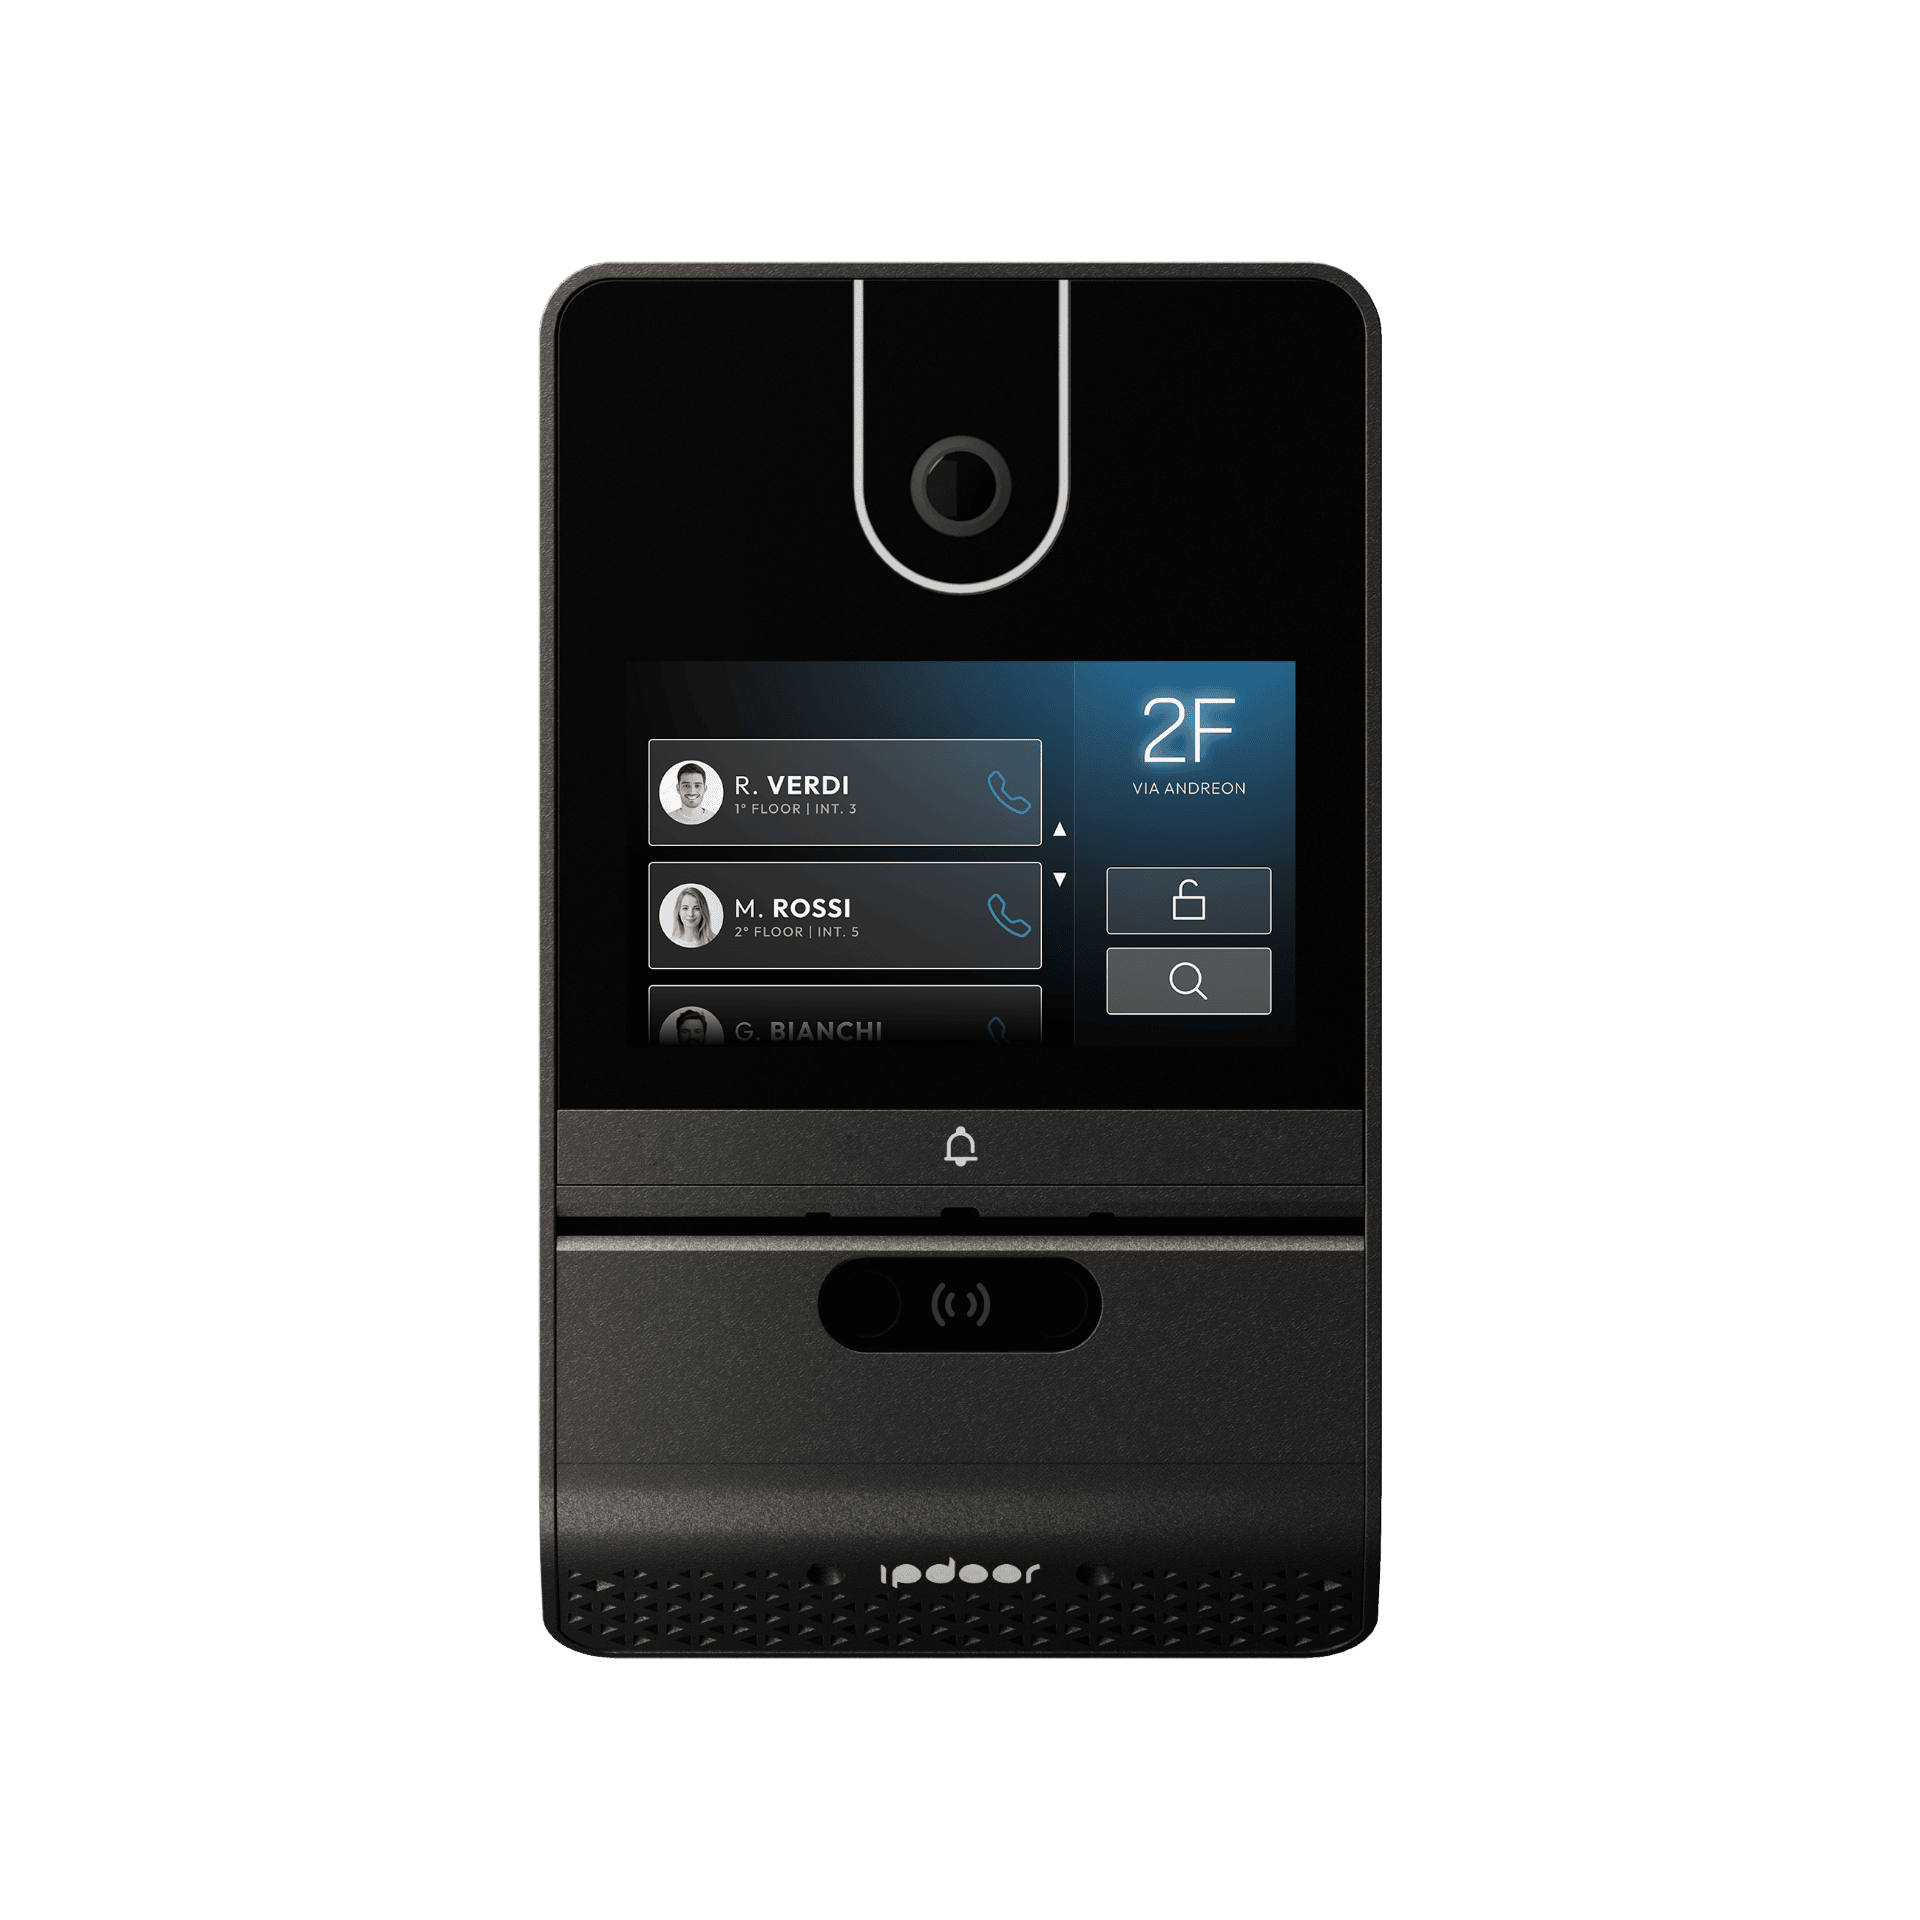 R. VERDI
1° FLOOR | INT. 3
M. ROSSI
2° FLOOR | INT. 5
G. BIANCHI
2F
VIA ANDREON
ipdoor